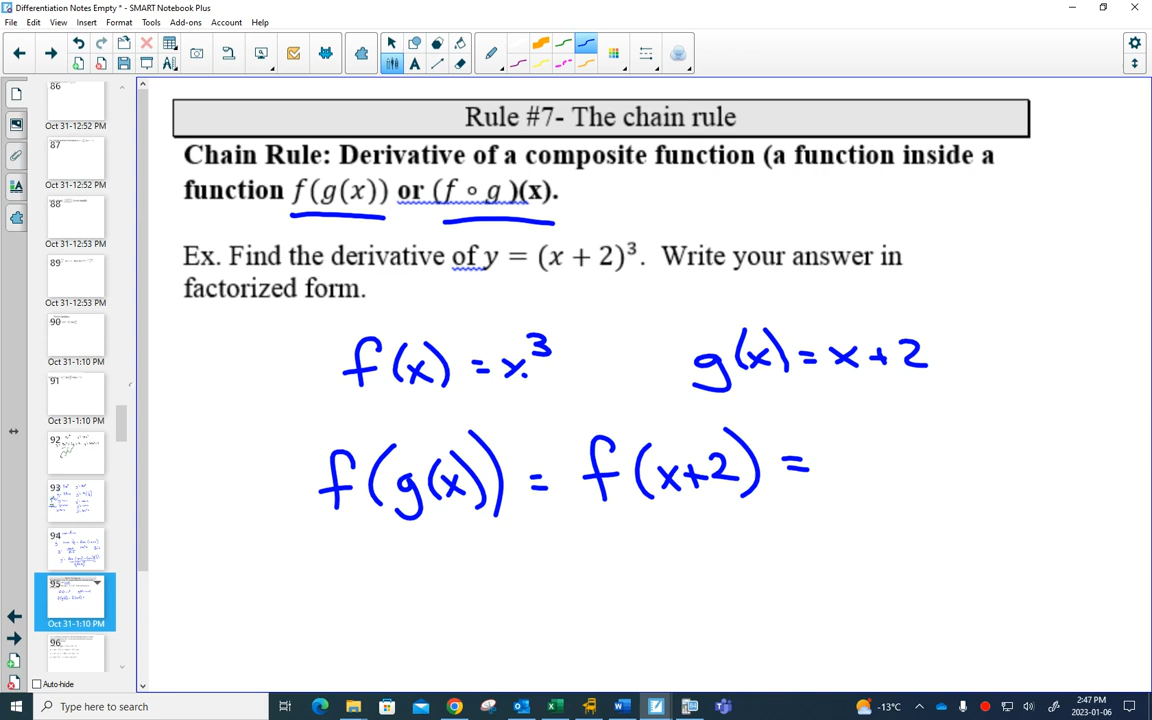 Differentiation Notes Empty * - SMART Notebook Plus
File Edit View Insert Format Tools Add-ons Account Help
86
Oct 31-12:52 PM
87
Oct 31-12:52 PM
88
Oct 31-12:53 PM
89
Oct 31-12:53 PM
90
Oct 31-1:10 PM
91
Oct 31-1:10 PM
92
93
94
95
Oct 31-1:10 PM
96
Auto-hide
Rule #7- The chain rule
Chain Rule: Derivative of a composite function (a function inside a
function f(g(x)) or (f ∘ g )(x).
Ex. Find the derivative of y = (x + 2)³. Write your answer in
factorized form.
f(x) = x³ g(x) = x + 2
f(g(x)) = f(x+2) =
Type here to search
-13°C
2:47 PM
2023-01-06